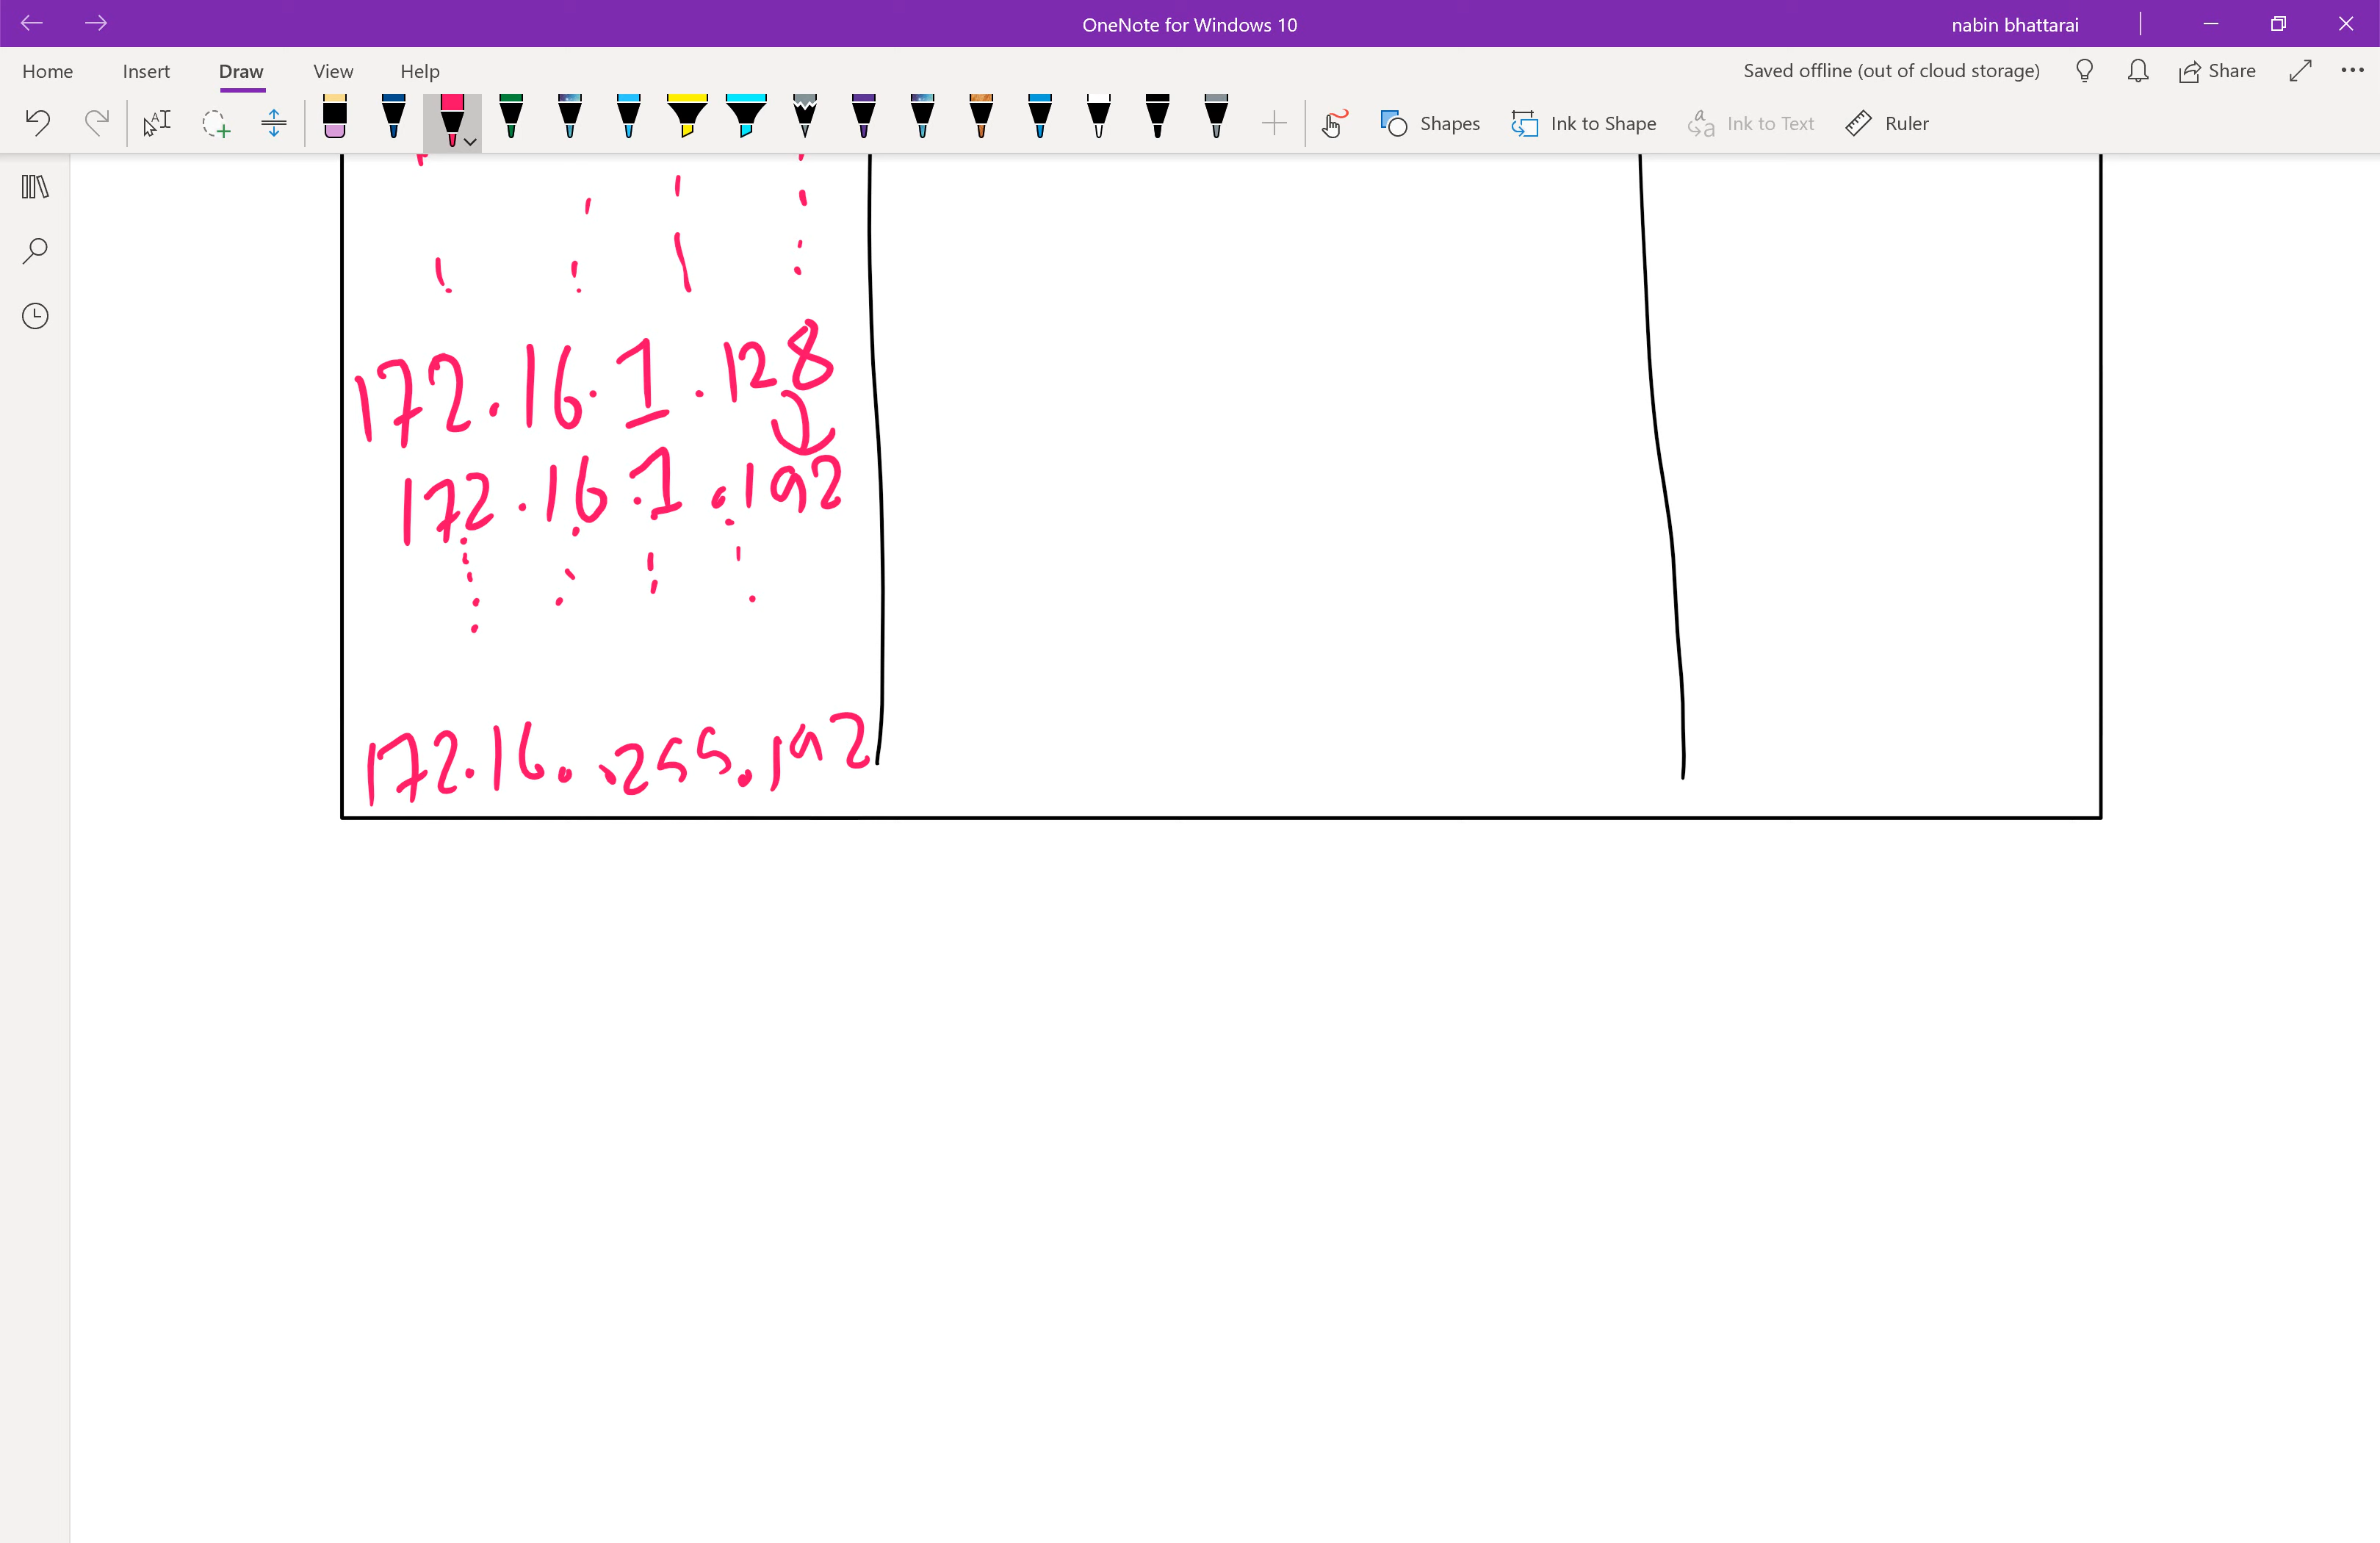 OneNote for Windows 10
nabin bhattarai
Home Insert Draw View Help
Saved offline (out of cloud storage)
Share
Shapes
Ink to Shape
Ink to Text
Ruler
172.16.1.128
172.16.1.192
172.16..255.192